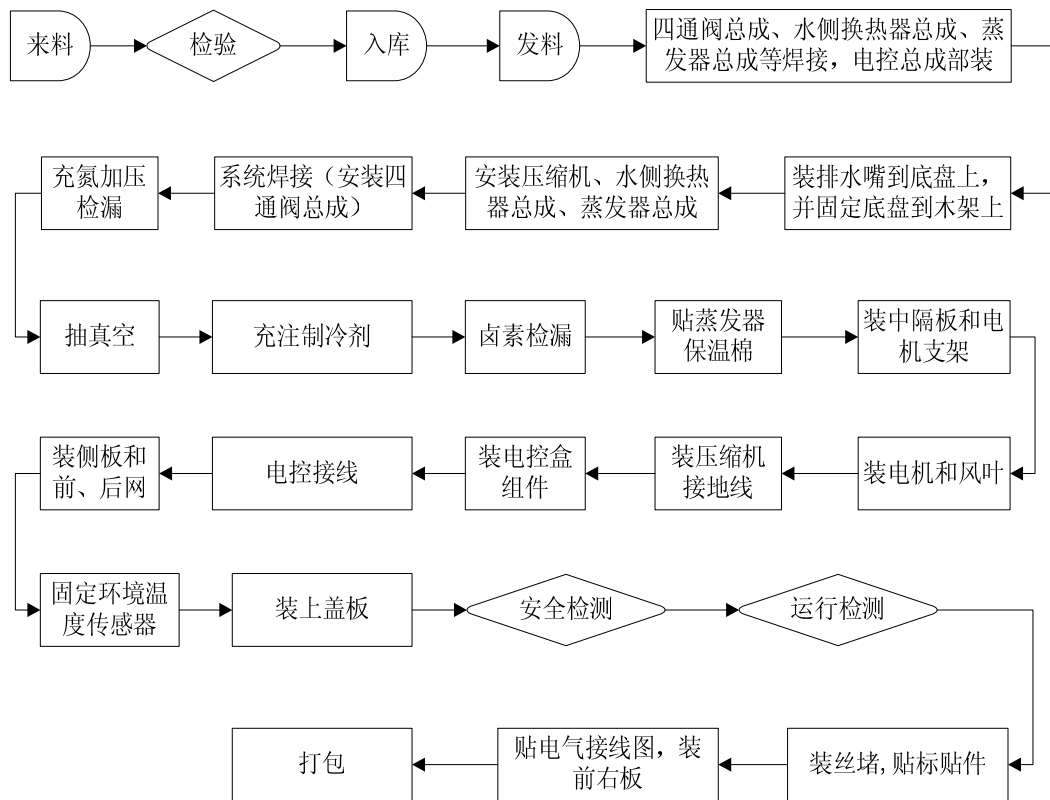 来料
检验
入库
发料
四通阀总成、水侧换热器总成、蒸
发器总成等焊接，电控总成部装
装排水嘴到底盘上，
并固定底盘到木架上
安装压缩机、水侧换热
器总成、蒸发器总成
系统焊接（安装四
通阀总成）
充氮加压
检漏
抽真空
充注制冷剂
卤素检漏
贴蒸发器
保温棉
装中隔板和电
机支架
装电机和风叶
装压缩机
接地线
装电控盒
组件
电控接线
装侧板和
前、后网
固定环境温
度传感器
装上盖板
安全检测
运行检测
装丝堵,贴标贴件
贴电气接线图，装
前右板
打包